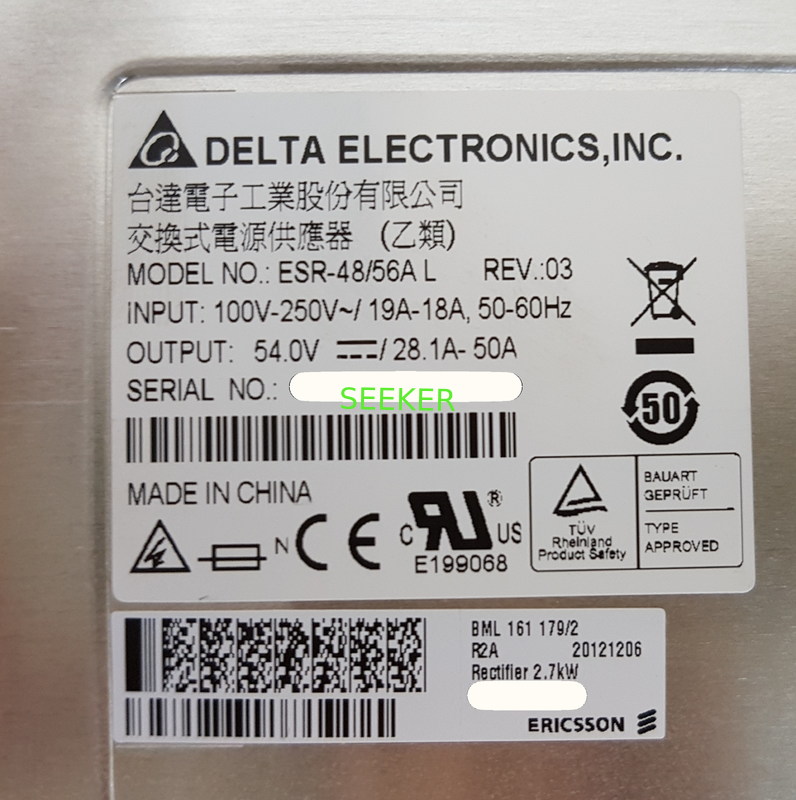 DELTA ELECTRONICS,INC.
台達電子工業股份有限公司
交換式電源供應器 (乙類)
MODEL NO.: ESR-48/56A L REV.:03
INPUT: 100V-250V~/ 19A-18A, 50-60Hz
OUTPUT: 54.0V ⎓/ 28.1A- 50A
SERIAL NO.:
SEEKER
50
MADE IN CHINA
N CE
C RU ® US
E199068
TÜV
Rheinland
Product Safety
BAUART
GEPRÜFT
TYPE
APPROVED
BML 161 179/2
R2A 20121206
Rectifier 2.7kW
ERICSSON